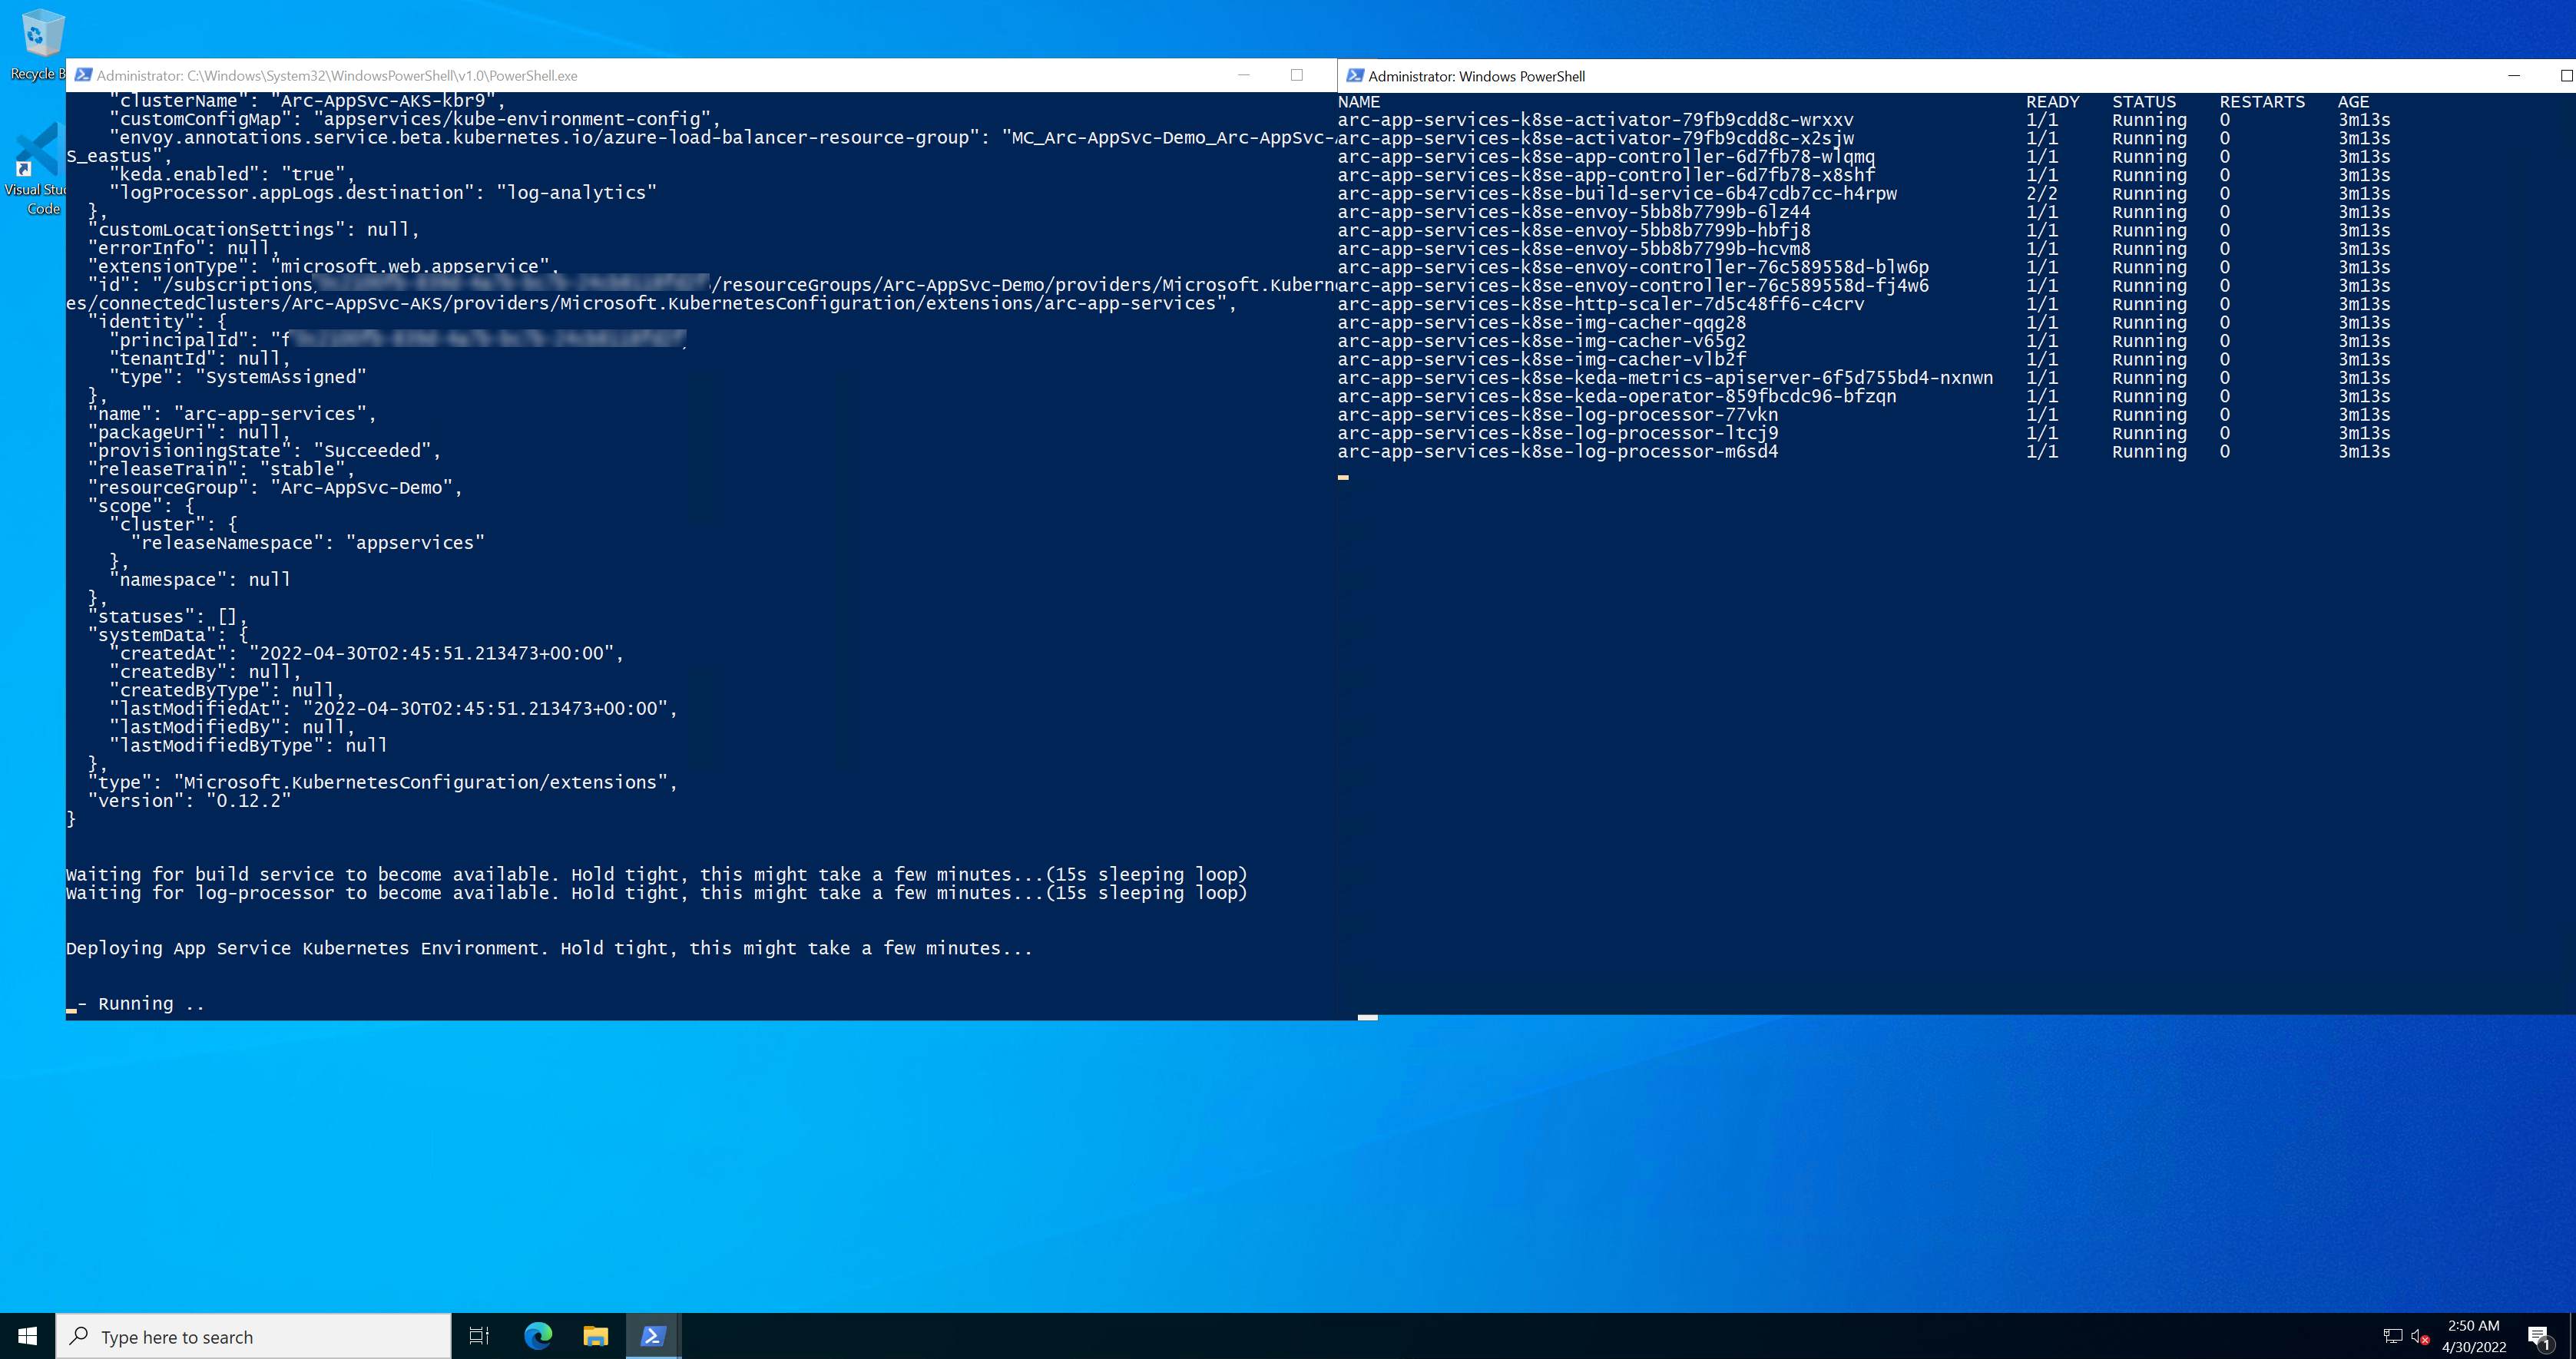 Recycle B
Visual Stu
Code
Administrator: C:\Windows\System32\WindowsPowerShell\v1.0\PowerShell.exe
"clusterName": "Arc-AppSvc-AKS-kbr9",
"customConfigMap": "appservices/kube-environment-config",
"envoy.annotations.service.beta.kubernetes.io/azure-load-balancer-resource-group": "MC_Arc-AppSvc-Demo_Arc-AppSvc-
S_eastus",
"keda.enabled": "true",
"logProcessor.appLogs.destination": "log-analytics"
},
"customLocationSettings": null,
"errorInfo": null,
"extensionType": "microsoft.web.appservice",
"id": "/subscriptions /resourceGroups/Arc-AppSvc-Demo/providers/Microsoft.Kubern
es/connectedClusters/Arc-AppSvc-AKS/providers/Microsoft.KubernetesConfiguration/extensions/arc-app-services",
"identity": {
"principalId": "f
"tenantId": null,
"type": "SystemAssigned"
},
"name": "arc-app-services",
"packageUri": null,
"provisioningState": "Succeeded",
"releaseTrain": "stable",
"resourceGroup": "Arc-AppSvc-Demo",
"scope": {
"cluster": {
"releaseNamespace": "appservices"
},
"namespace": null
},
"statuses": [],
"systemData": {
"createdAt": "2022-04-30T02:45:51.213473+00:00",
"createdBy": null,
"createdByType": null,
"lastModifiedAt": "2022-04-30T02:45:51.213473+00:00",
"lastModifiedBy": null,
"lastModifiedByType": null
},
"type": "Microsoft.KubernetesConfiguration/extensions",
"version": "0.12.2"
}
Waiting for build service to become available. Hold tight, this might take a few minutes...(15s sleeping loop)
Waiting for log-processor to become available. Hold tight, this might take a few minutes...(15s sleeping loop)
Deploying App Service Kubernetes Environment. Hold tight, this might take a few minutes...
- Running ..
Administrator: Windows PowerShell
NAME READY STATUS RESTARTS AGE
arc-app-services-k8se-activator-79fb9cdd8c-wrxxv 1/1 Running 0 3m13s
arc-app-services-k8se-activator-79fb9cdd8c-x2sjw 1/1 Running 0 3m13s
arc-app-services-k8se-app-controller-6d7fb78-wlqmq 1/1 Running 0 3m13s
arc-app-services-k8se-app-controller-6d7fb78-x8shf 1/1 Running 0 3m13s
arc-app-services-k8se-build-service-6b47cdb7cc-h4rpw 2/2 Running 0 3m13s
arc-app-services-k8se-envoy-5bb8b7799b-6lz44 1/1 Running 0 3m13s
arc-app-services-k8se-envoy-5bb8b7799b-hbfj8 1/1 Running 0 3m13s
arc-app-services-k8se-envoy-5bb8b7799b-hcvm8 1/1 Running 0 3m13s
arc-app-services-k8se-envoy-controller-76c589558d-blw6p 1/1 Running 0 3m13s
arc-app-services-k8se-envoy-controller-76c589558d-fj4w6 1/1 Running 0 3m13s
arc-app-services-k8se-http-scaler-7d5c48ff6-c4crv 1/1 Running 0 3m13s
arc-app-services-k8se-img-cacher-qqg28 1/1 Running 0 3m13s
arc-app-services-k8se-img-cacher-v65g2 1/1 Running 0 3m13s
arc-app-services-k8se-img-cacher-vlb2f 1/1 Running 0 3m13s
arc-app-services-k8se-keda-metrics-apiserver-6f5d755bd4-nxnwn 1/1 Running 0 3m13s
arc-app-services-k8se-keda-operator-859fbcdc96-bfzqn 1/1 Running 0 3m13s
arc-app-services-k8se-log-processor-77vkn 1/1 Running 0 3m13s
arc-app-services-k8se-log-processor-ltcj9 1/1 Running 0 3m13s
arc-app-services-k8se-log-processor-m6sd4 1/1 Running 0 3m13s
Type here to search
2:50 AM
4/30/2022
1